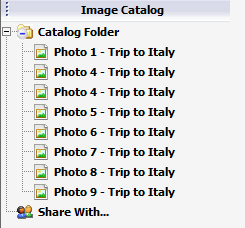 Image Catalog
Catalog Folder
Photo 1 - Trip to Italy
Photo 4 - Trip to Italy
Photo 4 - Trip to Italy
Photo 5 - Trip to Italy
Photo 6 - Trip to Italy
Photo 7 - Trip to Italy
Photo 8 - Trip to Italy
Photo 9 - Trip to Italy
Share With...